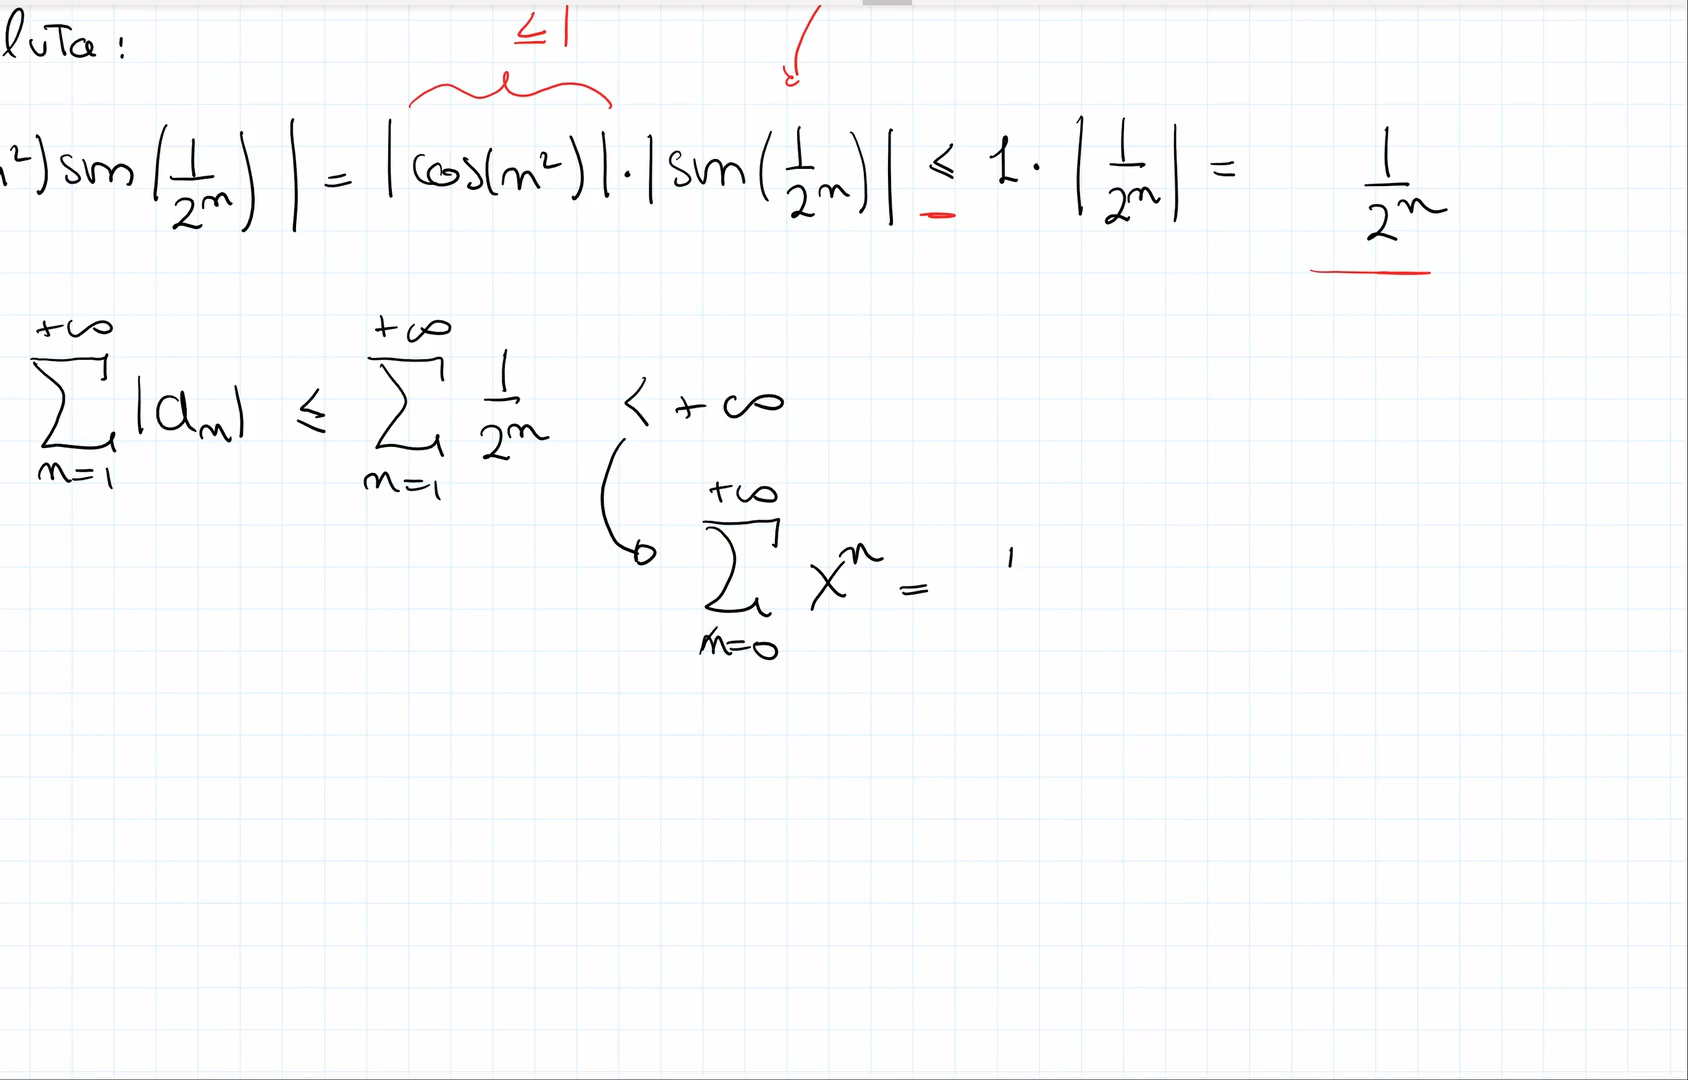 luta:
≤ 1
n²) sin(1/2ⁿ)| = |cos(n²)|·|sin(1/2ⁿ)| ≤ 1·|1/2ⁿ| = 1/2ⁿ
+∞ ∑ n=1 |aₙ| ≤ +∞ ∑ n=1 1/2ⁿ < +∞
+∞ ∑ n=0 xⁿ =